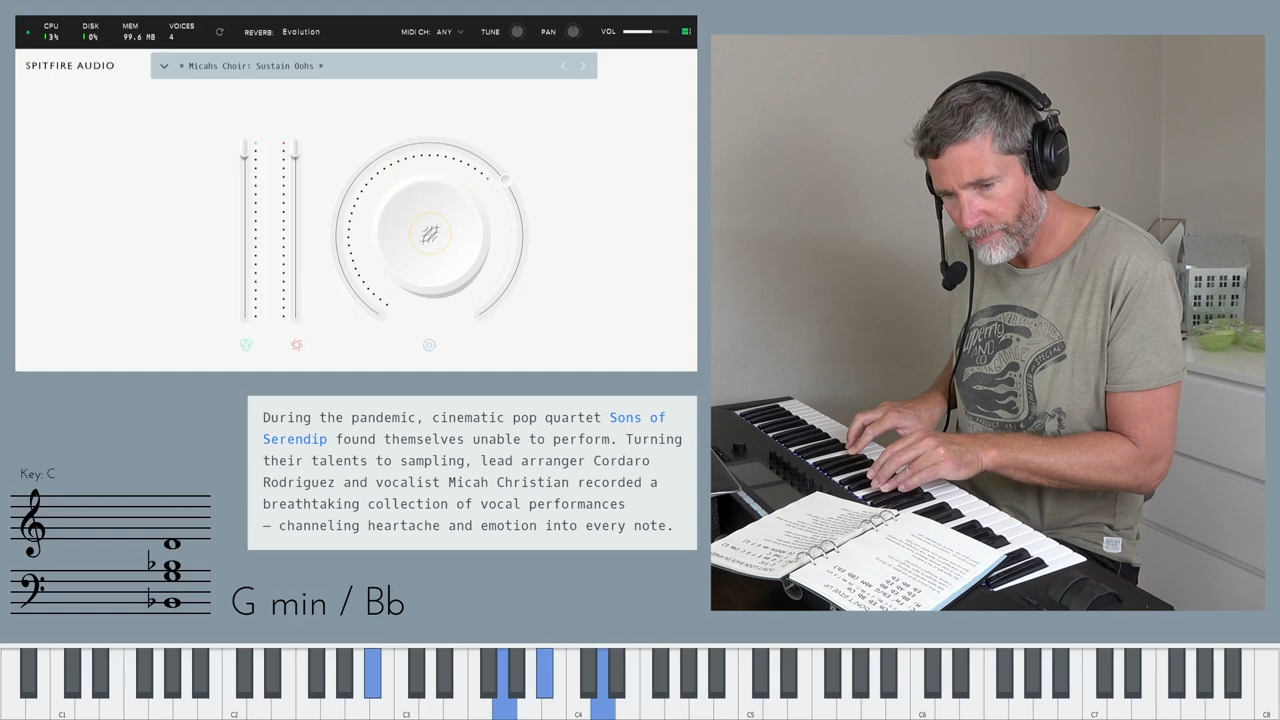 CPU
3%
DISK
0%
MEM
99.6 MB
VOICES
4
REVERB: Evolution
MIDI CH: ANY
TUNE
PAN
VOL
SPITFIRE AUDIO
* Micahs Choir: Sustain Oohs *
During the pandemic, cinematic pop quartet Sons of
Serendip found themselves unable to perform. Turning
their talents to sampling, lead arranger Cordaro
Rodriguez and vocalist Micah Christian recorded a
breathtaking collection of vocal performances
— channeling heartache and emotion into every note.
Key: C
G min / Bb
C1
C2
C3
C4
C5
C6
C7
C8